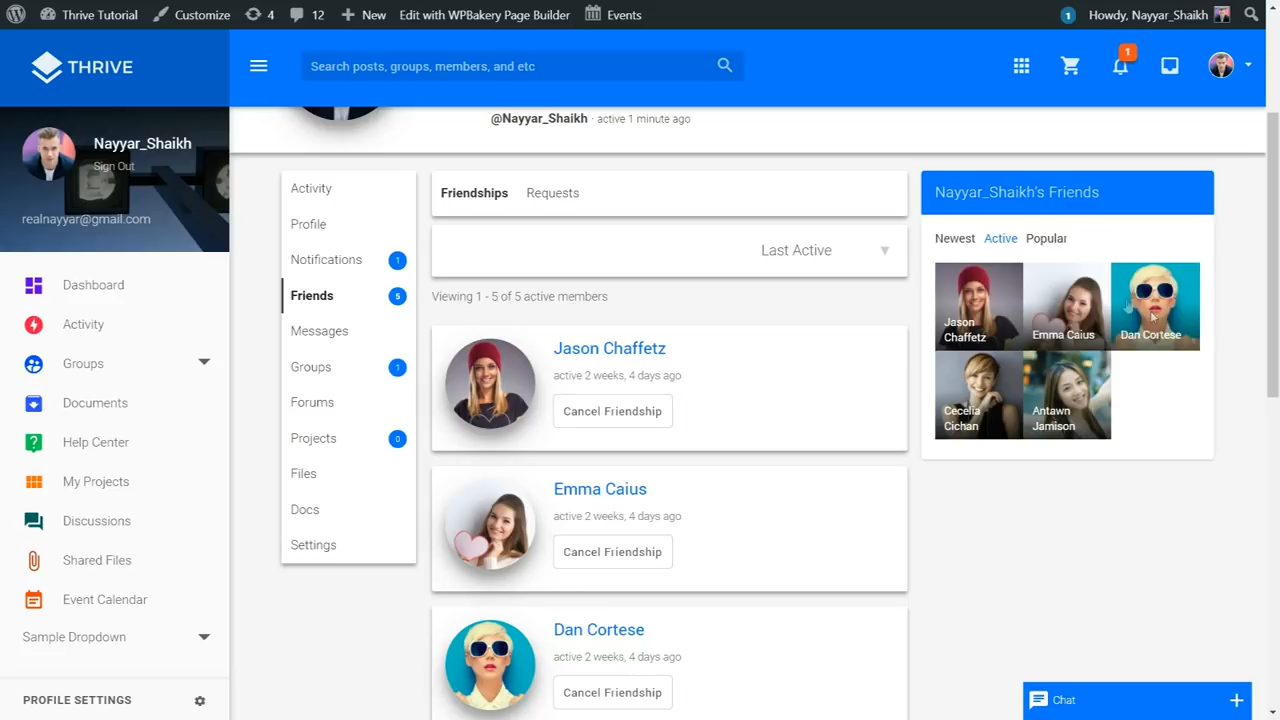 Thrive Tutorial
Customize
4
12
New
Edit with WPBakery Page Builder
Events
1
Howdy, Nayyar_Shaikh
THRIVE
Search posts, groups, members, and etc
1
Nayyar_Shaikh
Sign Out
realnayyar@gmail.com
Dashboard
Activity
Groups
Documents
Help Center
My Projects
Discussions
Shared Files
Event Calendar
Sample Dropdown
PROFILE SETTINGS
@Nayyar_Shaikh · active 1 minute ago
Activity
Profile
Notifications 1
Friends 5
Messages
Groups 1
Forums
Projects 0
Files
Docs
Settings
Friendships Requests
Last Active
Viewing 1 - 5 of 5 active members
Jason Chaffetz
active 2 weeks, 4 days ago
Cancel Friendship
Emma Caius
active 2 weeks, 4 days ago
Cancel Friendship
Dan Cortese
active 2 weeks, 4 days ago
Cancel Friendship
Nayyar_Shaikh's Friends
Newest Active Popular
Jason
Chaffetz
Emma Caius
Dan Cortese
Cecelia
Cichan
Antawn
Jamison
Chat